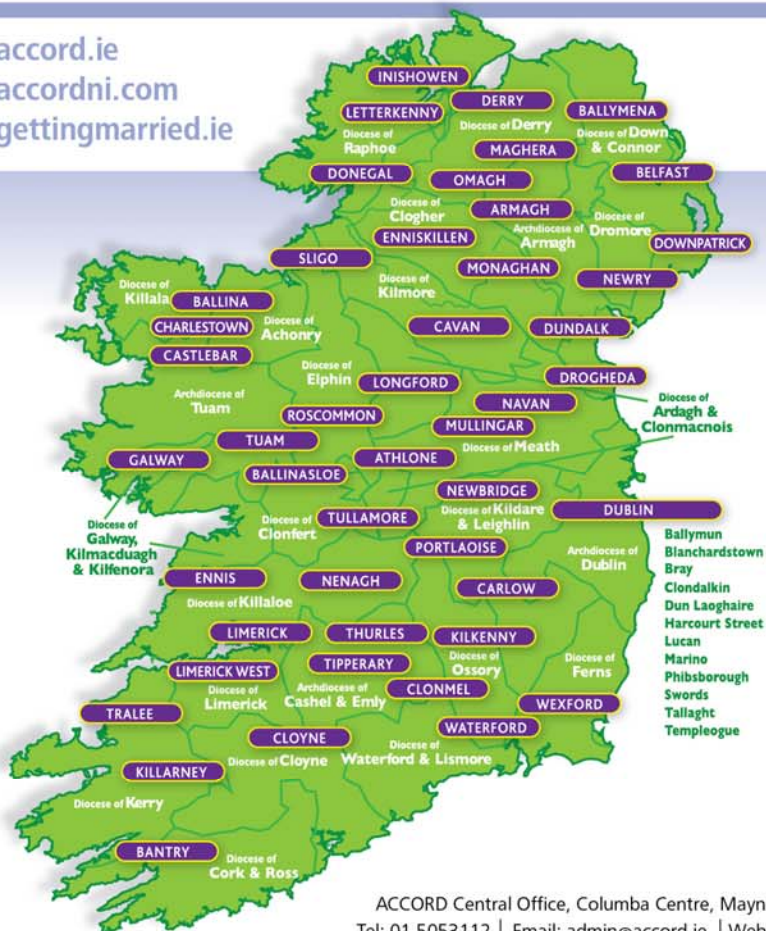 accord.ie
accordni.com
gettingmarried.ie
INISHOWEN
LETTERKENNY
DERRY
BALLYMENA
Diocese of
Raphoe
Diocese of Derry
Diocese of Down
& Connor
MAGHERA
DONEGAL
OMAGH
BELFAST
Diocese of
Clogher
ARMAGH
Archdiocese of
Armagh
Diocese of
Dromore
ENNISKILLEN
DOWNPATRICK
SLIGO
MONAGHAN
NEWRY
Diocese of
Kilmore
Diocese of
Killala
BALLINA
CHARLESTOWN
Diocese of
Achonry
CAVAN
DUNDALK
CASTLEBAR
Diocese of
Elphin
LONGFORD
DROGHEDA
Archdiocese of
Tuam
NAVAN
Diocese of
Ardagh &
Clonmacnois
ROSCOMMON
MULLINGAR
TUAM
Diocese of Meath
GALWAY
ATHLONE
BALLINASLOE
NEWBRIDGE
Diocese of Kildare
& Leighlin
DUBLIN
Diocese of
Clonfert
TULLAMORE
Diocese of
Galway,
Kilmacduagh
& Kilfenora
PORTLAOISE
Archdiocese of
Dublin
Ballymun
Blanchardstown
Bray
Clondalkin
Dun Laoghaire
Harcourt Street
Lucan
Marino
Phibsborough
Swords
Tallaght
Templeogue
ENNIS
NENAGH
CARLOW
Diocese of Killaloe
LIMERICK
THURLES
KILKENNY
LIMERICK WEST
TIPPERARY
Diocese of
Ossory
Diocese of
Ferns
Diocese of
Limerick
Archdiocese of
Cashel & Emly
CLONMEL
TRALEE
WEXFORD
CLOYNE
WATERFORD
Diocese of Cloyne
Diocese of
Waterford & Lismore
KILLARNEY
Diocese of Kerry
BANTRY
Diocese of
Cork & Ross
ACCORD Central Office, Columba Centre, Mayn
Tel: 01 5053112 | Email: admin@accord.ie | Web